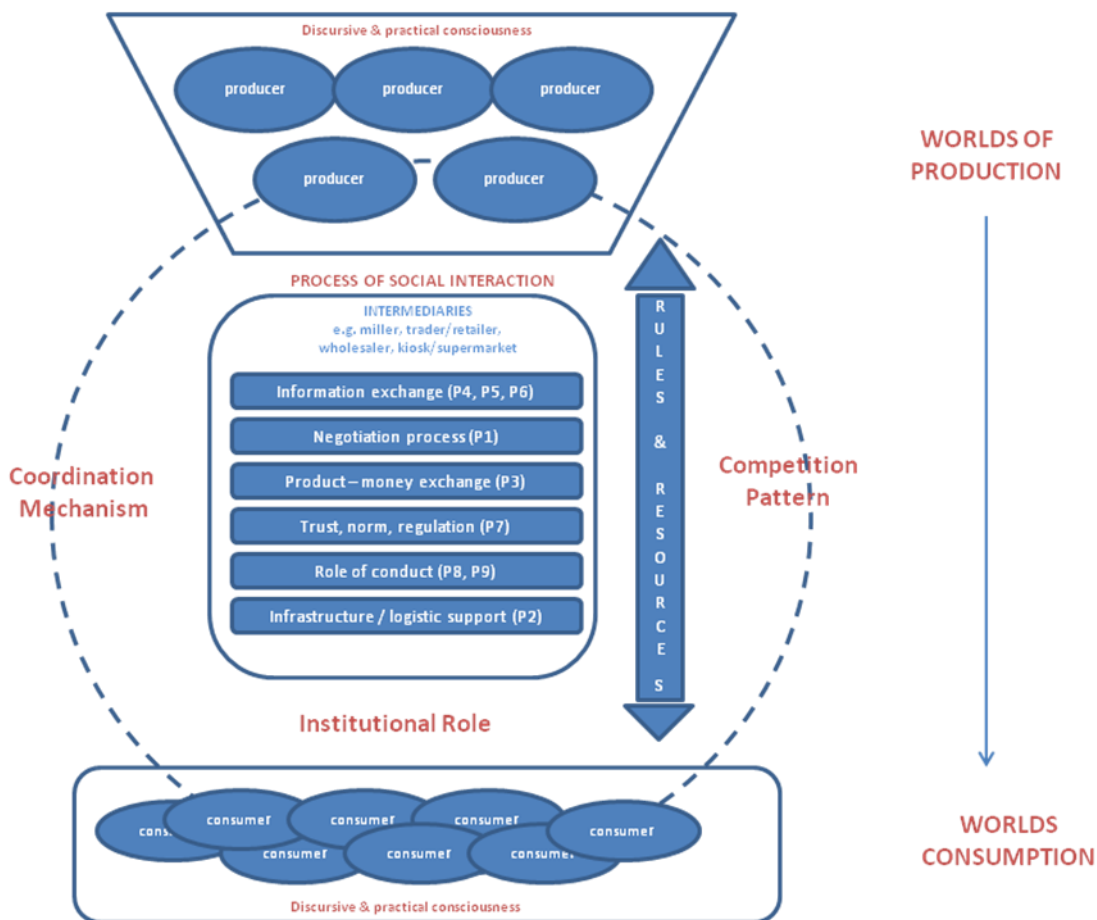 Discursive & practical consciousness
producer
producer
producer
producer
producer
WORLDS OF
PRODUCTION
PROCESS OF SOCIAL INTERACTION
INTERMEDIARIES
e.g. miller, trader/retailer,
wholesaler, kiosk/supermarket
Information exchange (P4, P5, P6)
Negotiation process (P1)
Product – money exchange (P3)
Trust, norm, regulation (P7)
Role of conduct (P8, P9)
Infrastructure / logistic support (P2)
RULES & RESOURCES
Coordination
Mechanism
Competition
Pattern
Institutional Role
consumer
consumer
consumer
consumer
consumer
consumer
consumer
WORLDS
CONSUMPTION
Discursive & practical consciousness